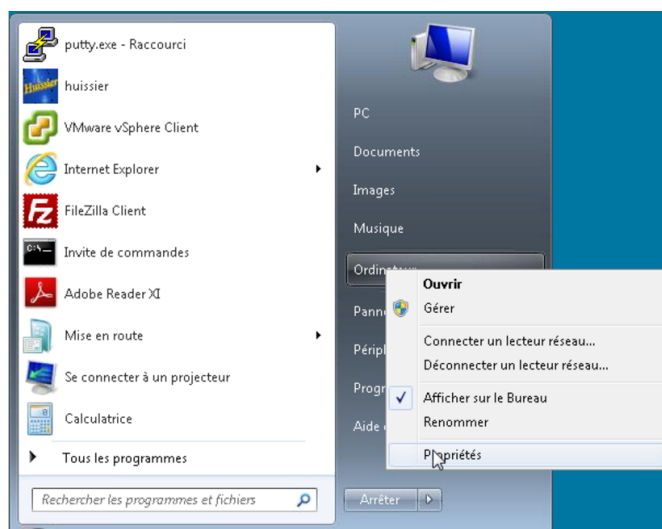 putty.exe - Raccourci
huissier
VMware vSphere Client
Internet Explorer
FileZilla Client
Invite de commandes
Adobe Reader XI
Mise en route
Se connecter à un projecteur
Calculatrice
Tous les programmes
Rechercher les programmes et fichiers
PC
Documents
Images
Musique
Arrêter
Ouvrir
Gérer
Connecter un lecteur réseau...
Déconnecter un lecteur réseau...
Afficher sur le Bureau
Renommer
Propriétés